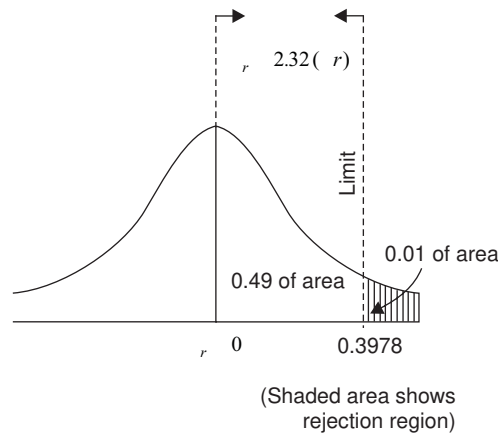 r 2.32( r)
Limit
0.01 of area
0.49 of area
r 0
0.3978
(Shaded area shows
rejection region)